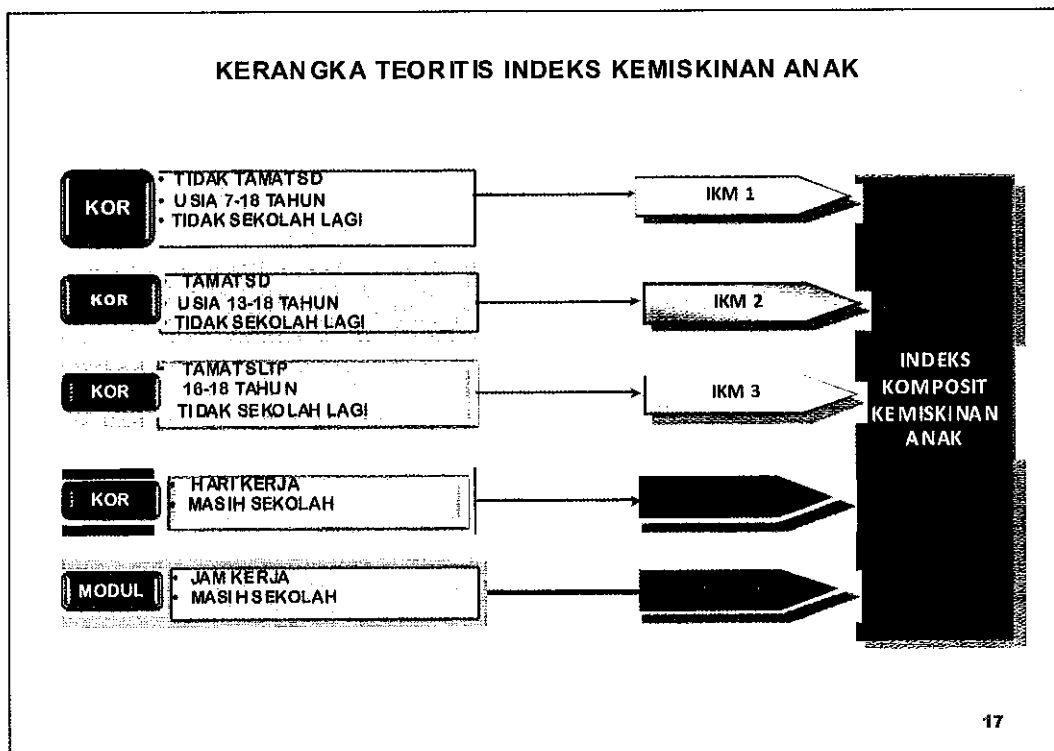 KERANGKA TEORITIS INDEKS KEMISKINAN ANAK
KOR
• TIDAK TAMAT SD
• USIA 7-18 TAHUN
• TIDAK SEKOLAH LAGI
IKM 1
KOR
TAMAT SD
USIA 13-18 TAHUN
TIDAK SEKOLAH LAGI
IKM 2
KOR
• TAMAT SLTP
16-18 TAHUN
TIDAK SEKOLAH LAGI
IKM 3
KOR
• HARI KERJA
• MASIH SEKOLAH
MODUL
• JAM KERJA
• MASIH SEKOLAH
INDEKS
KOMPOSIT
KEMISKINAN
ANAK
17